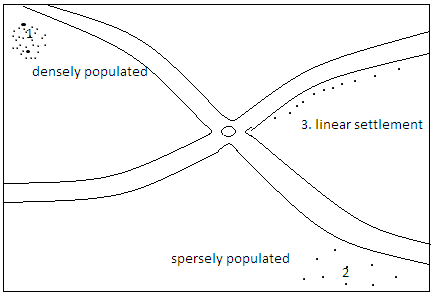 1
densely populated
3. linear settlement
spersely populated
2